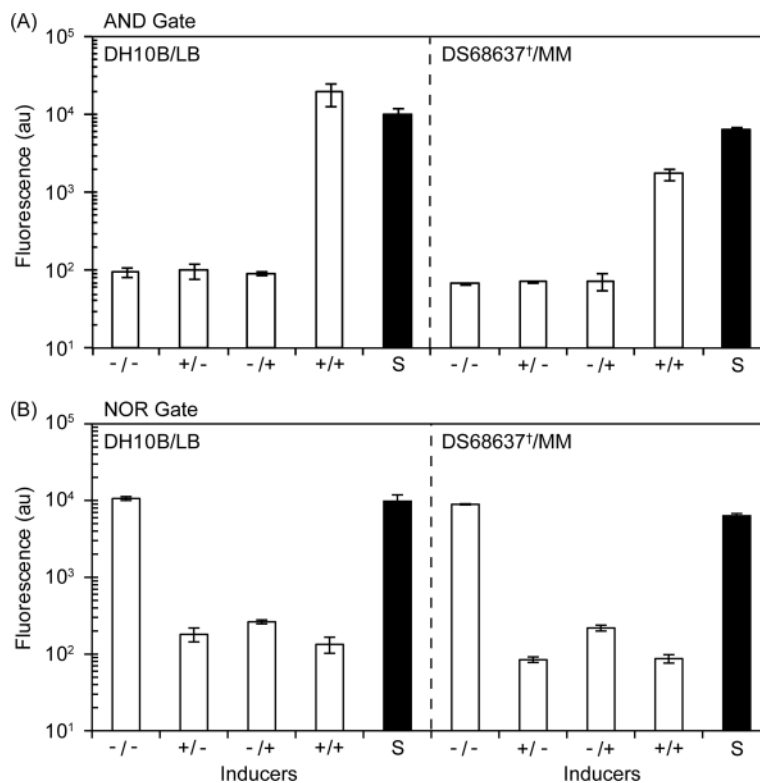 (A) AND Gate
DH10B/LB DS68637†/MM
Fluorescence (au)
10⁵
10⁴
10³
10²
10¹
-/- +/- -/+ +/+ S -/- +/- -/+ +/+ S
(B) NOR Gate
DH10B/LB DS68637†/MM
Fluorescence (au)
10⁵
10⁴
10³
10²
10¹
-/- +/- -/+ +/+ S -/- +/- -/+ +/+ S
Inducers Inducers